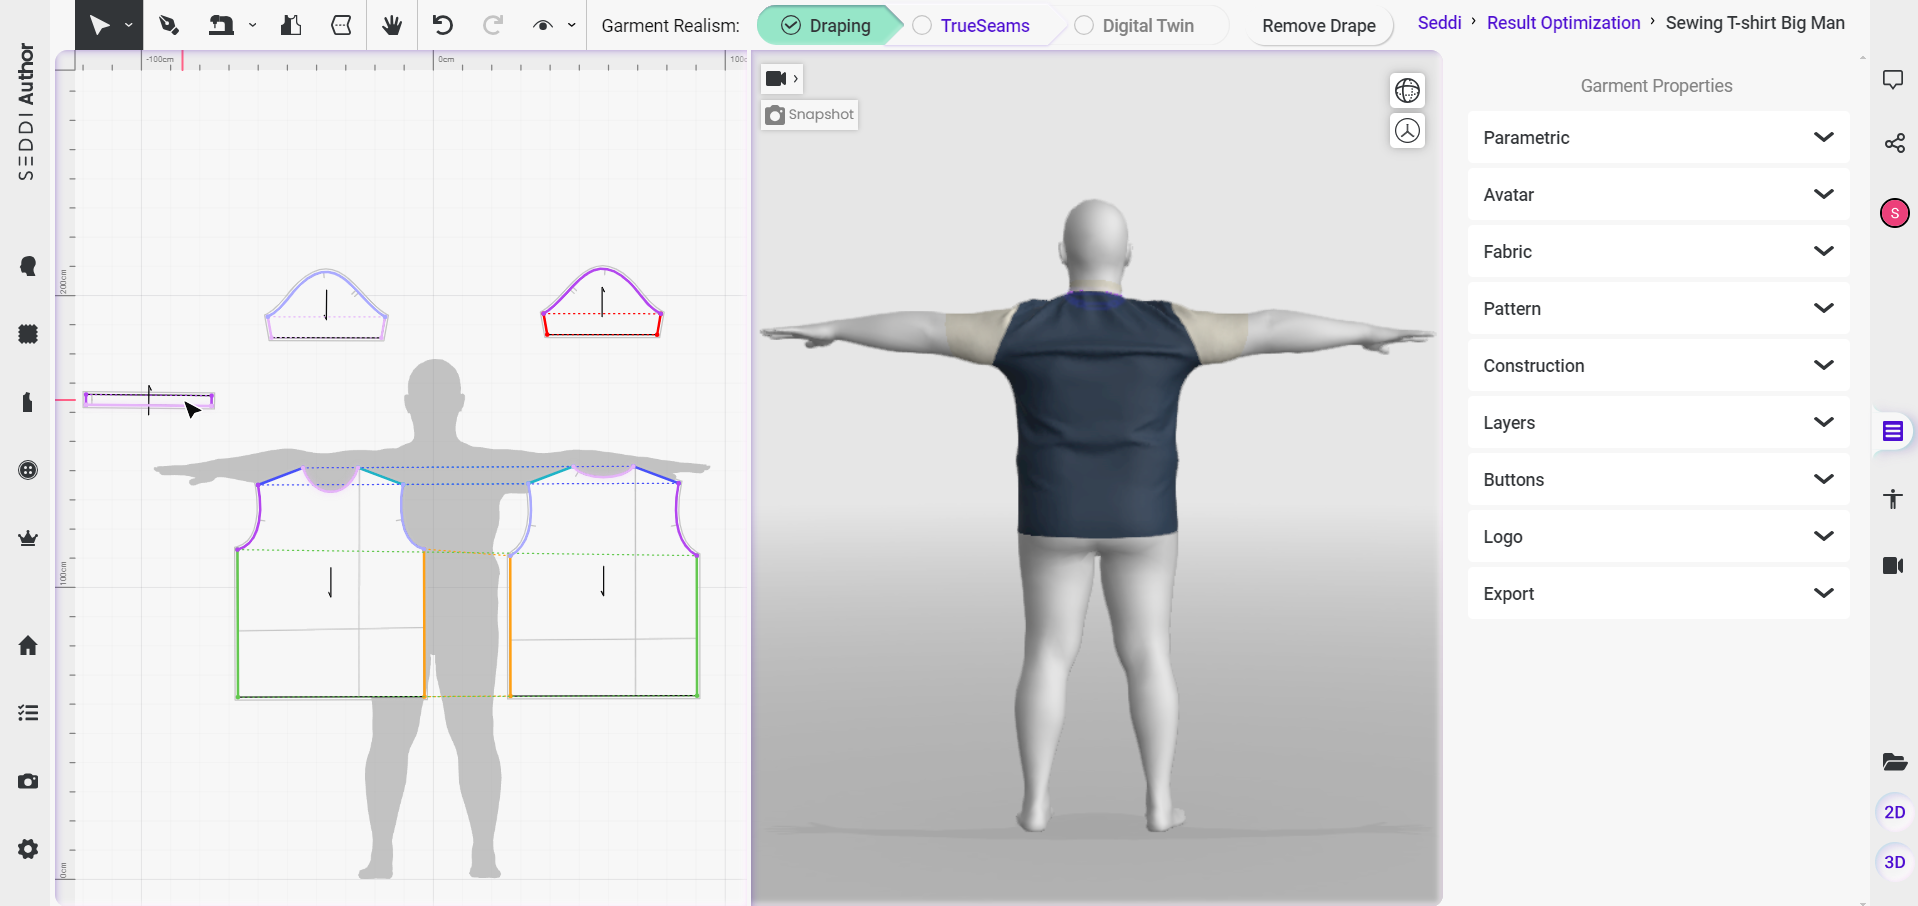 SEDDI Author
Garment Realism:
Draping
TrueSeams
Digital Twin
Remove Drape
Seddi › Result Optimization › Sewing T-shirt Big Man
-100cm
0cm
100c
200cm
100cm
0cm
Snapshot
Garment Properties
Parametric
Avatar
Fabric
Pattern
Construction
Layers
Buttons
Logo
Export
S
2D
3D